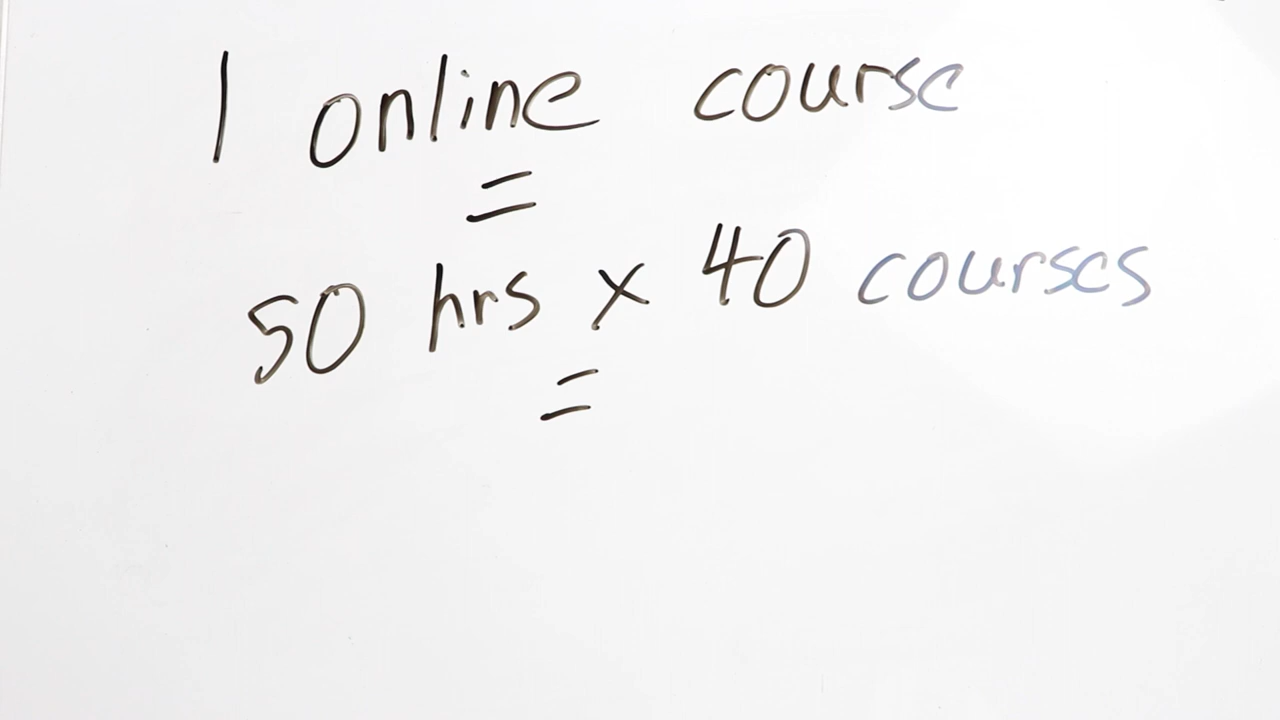 1 online course
=
50 hrs x 40 courses
=